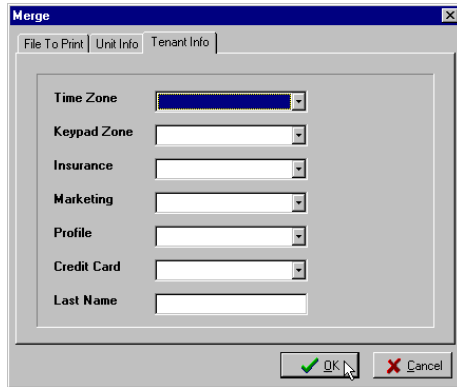 Merge
File To Print Unit Info Tenant Info
Time Zone
Keypad Zone
Insurance
Marketing
Profile
Credit Card
Last Name
OK Cancel